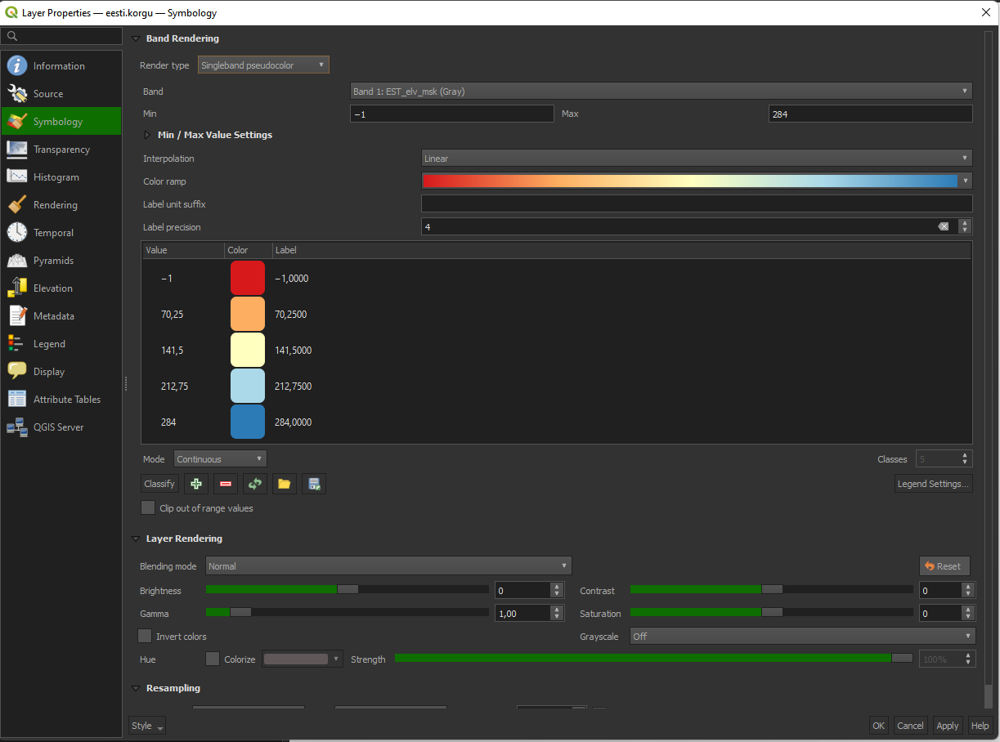 Layer Properties — eesti.korgu — Symbology
Information
Source
Symbology
Transparency
Histogram
Rendering
Temporal
Pyramids
Elevation
Metadata
Legend
Display
Attribute Tables
QGIS Server
Band Rendering
Render type Singleband pseudocolor
Band Band 1: EST_elv_msk (Gray)
Min −1 Max 284
Min / Max Value Settings
Interpolation Linear
Color ramp
Label unit suffix
Label precision 4
Value Color Label
−1 −1,0000
70,25 70,2500
141,5 141,5000
212,75 212,7500
284 284,0000
Mode Continuous Classes 5
Classify Legend Settings...
Clip out of range values
Layer Rendering
Blending mode Normal Reset
Brightness 0 Contrast 0
Gamma 1,00 Saturation 0
Invert colors Grayscale Off
Hue Colorize Strength 100%
Resampling
Style OK Cancel Apply Help